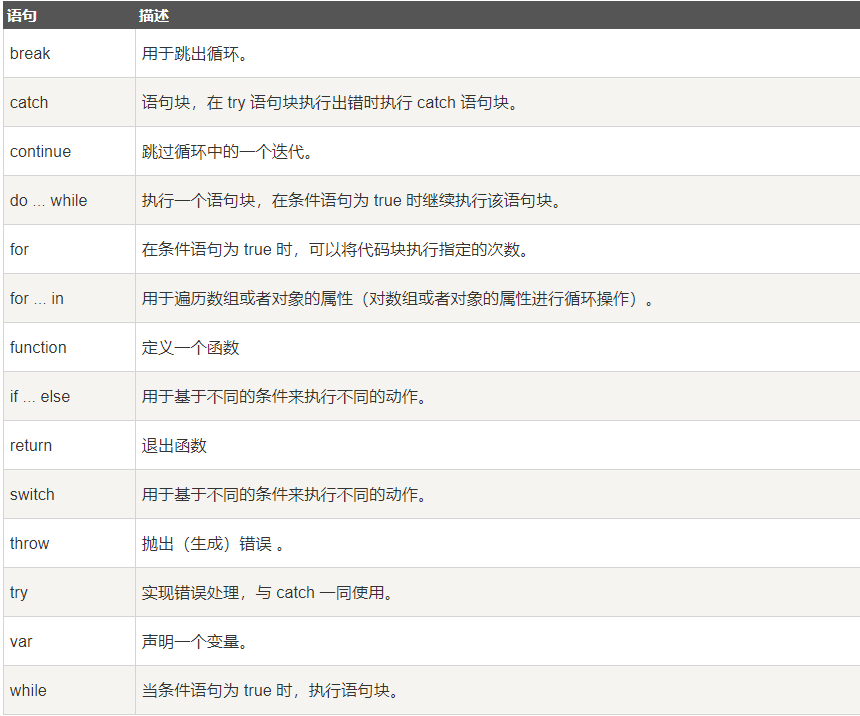 语句 描述
break 用于跳出循环。
catch 语句块，在 try 语句块执行出错时执行 catch 语句块。
continue 跳过循环中的一个迭代。
do ... while 执行一个语句块，在条件语句为 true 时继续执行该语句块。
for 在条件语句为 true 时，可以将代码块执行指定的次数。
for ... in 用于遍历数组或者对象的属性（对数组或者对象的属性进行循环操作）。
function 定义一个函数
if ... else 用于基于不同的条件来执行不同的动作。
return 退出函数
switch 用于基于不同的条件来执行不同的动作。
throw 抛出（生成）错误 。
try 实现错误处理，与 catch 一同使用。
var 声明一个变量。
while 当条件语句为 true 时，执行语句块。